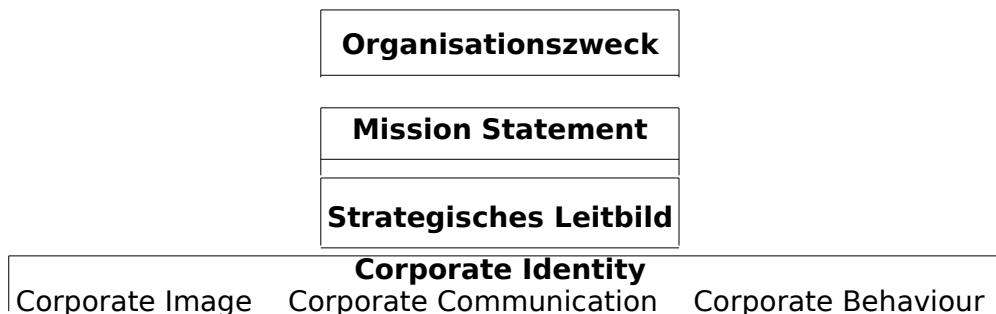 Organisationszweck
Mission Statement
Strategisches Leitbild
Corporate Identity
Corporate Image Corporate Communication Corporate Behaviour